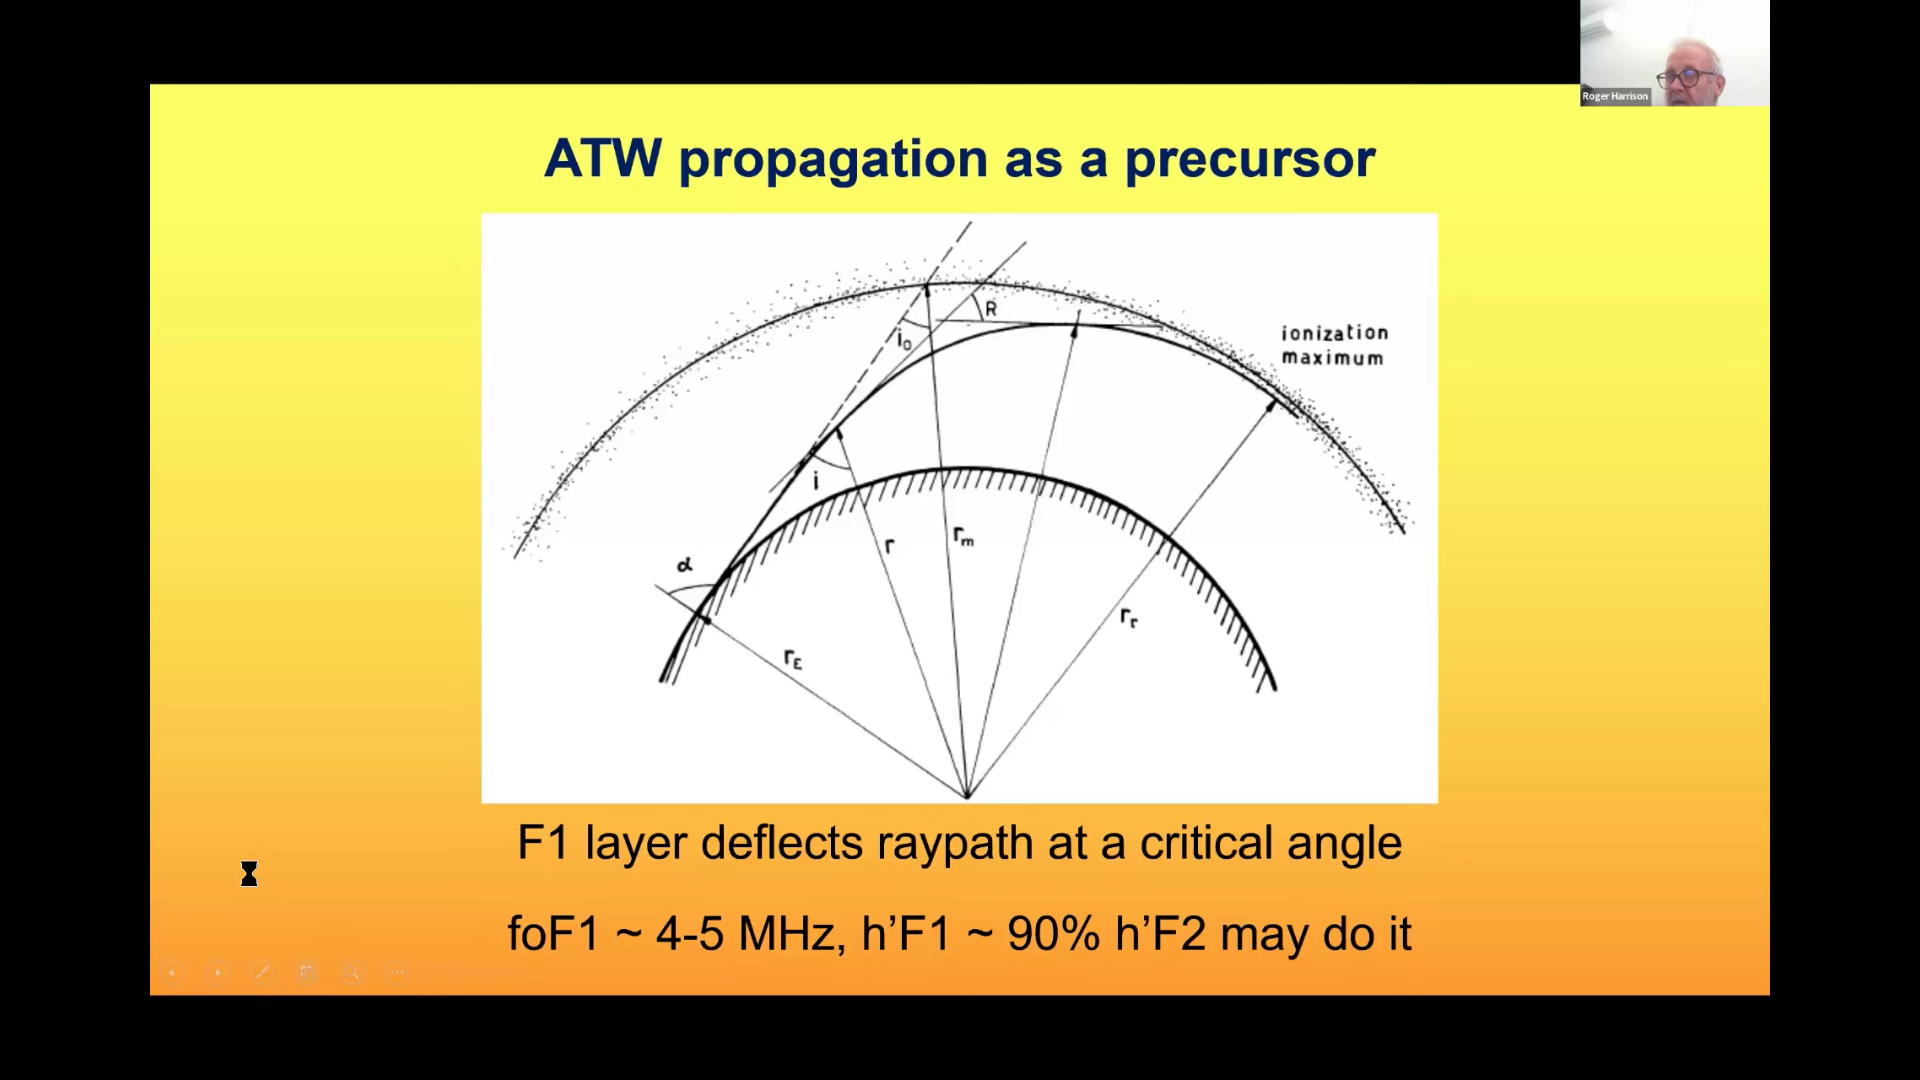 Roger Harrison
ATW propagation as a precursor
R
i₀
ionization
maximum
i
r
rₘ
α
rᵣ
r_E
F1 layer deflects raypath at a critical angle
foF1 ~ 4-5 MHz, h’F1 ~ 90% h’F2 may do it